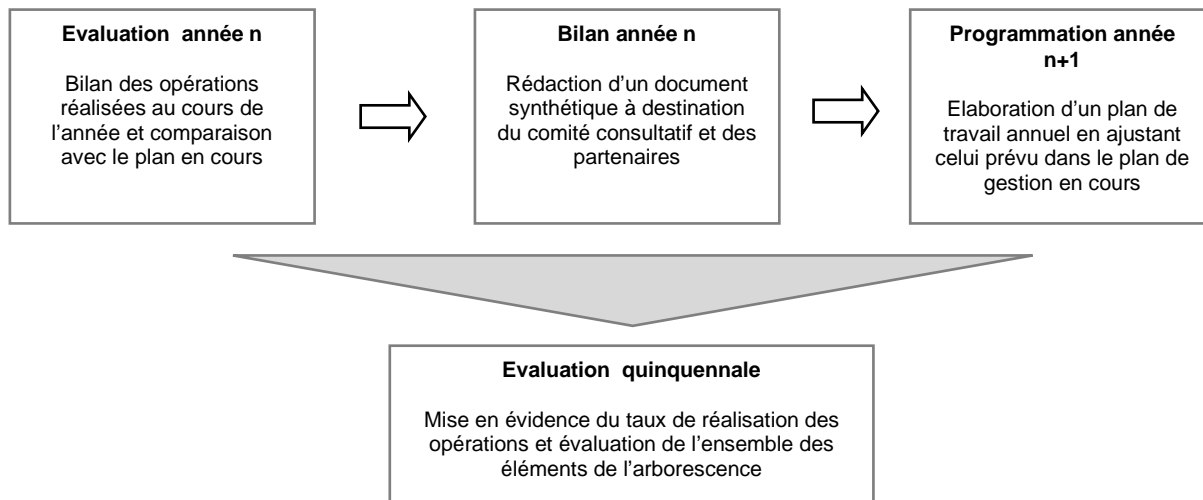 Evaluation  année n
Bilan des opérations
réalisées au cours de
l’année et comparaison
avec le plan en cours
Bilan année n
Rédaction d’un document
synthétique à destination
du comité consultatif et des
partenaires
Programmation année
n+1
Elaboration d’un plan de
travail annuel en ajustant
celui prévu dans le plan de
gestion en cours
Evaluation  quinquennale
Mise en évidence du taux de réalisation des
opérations et évaluation de l’ensemble des
éléments de l’arborescence